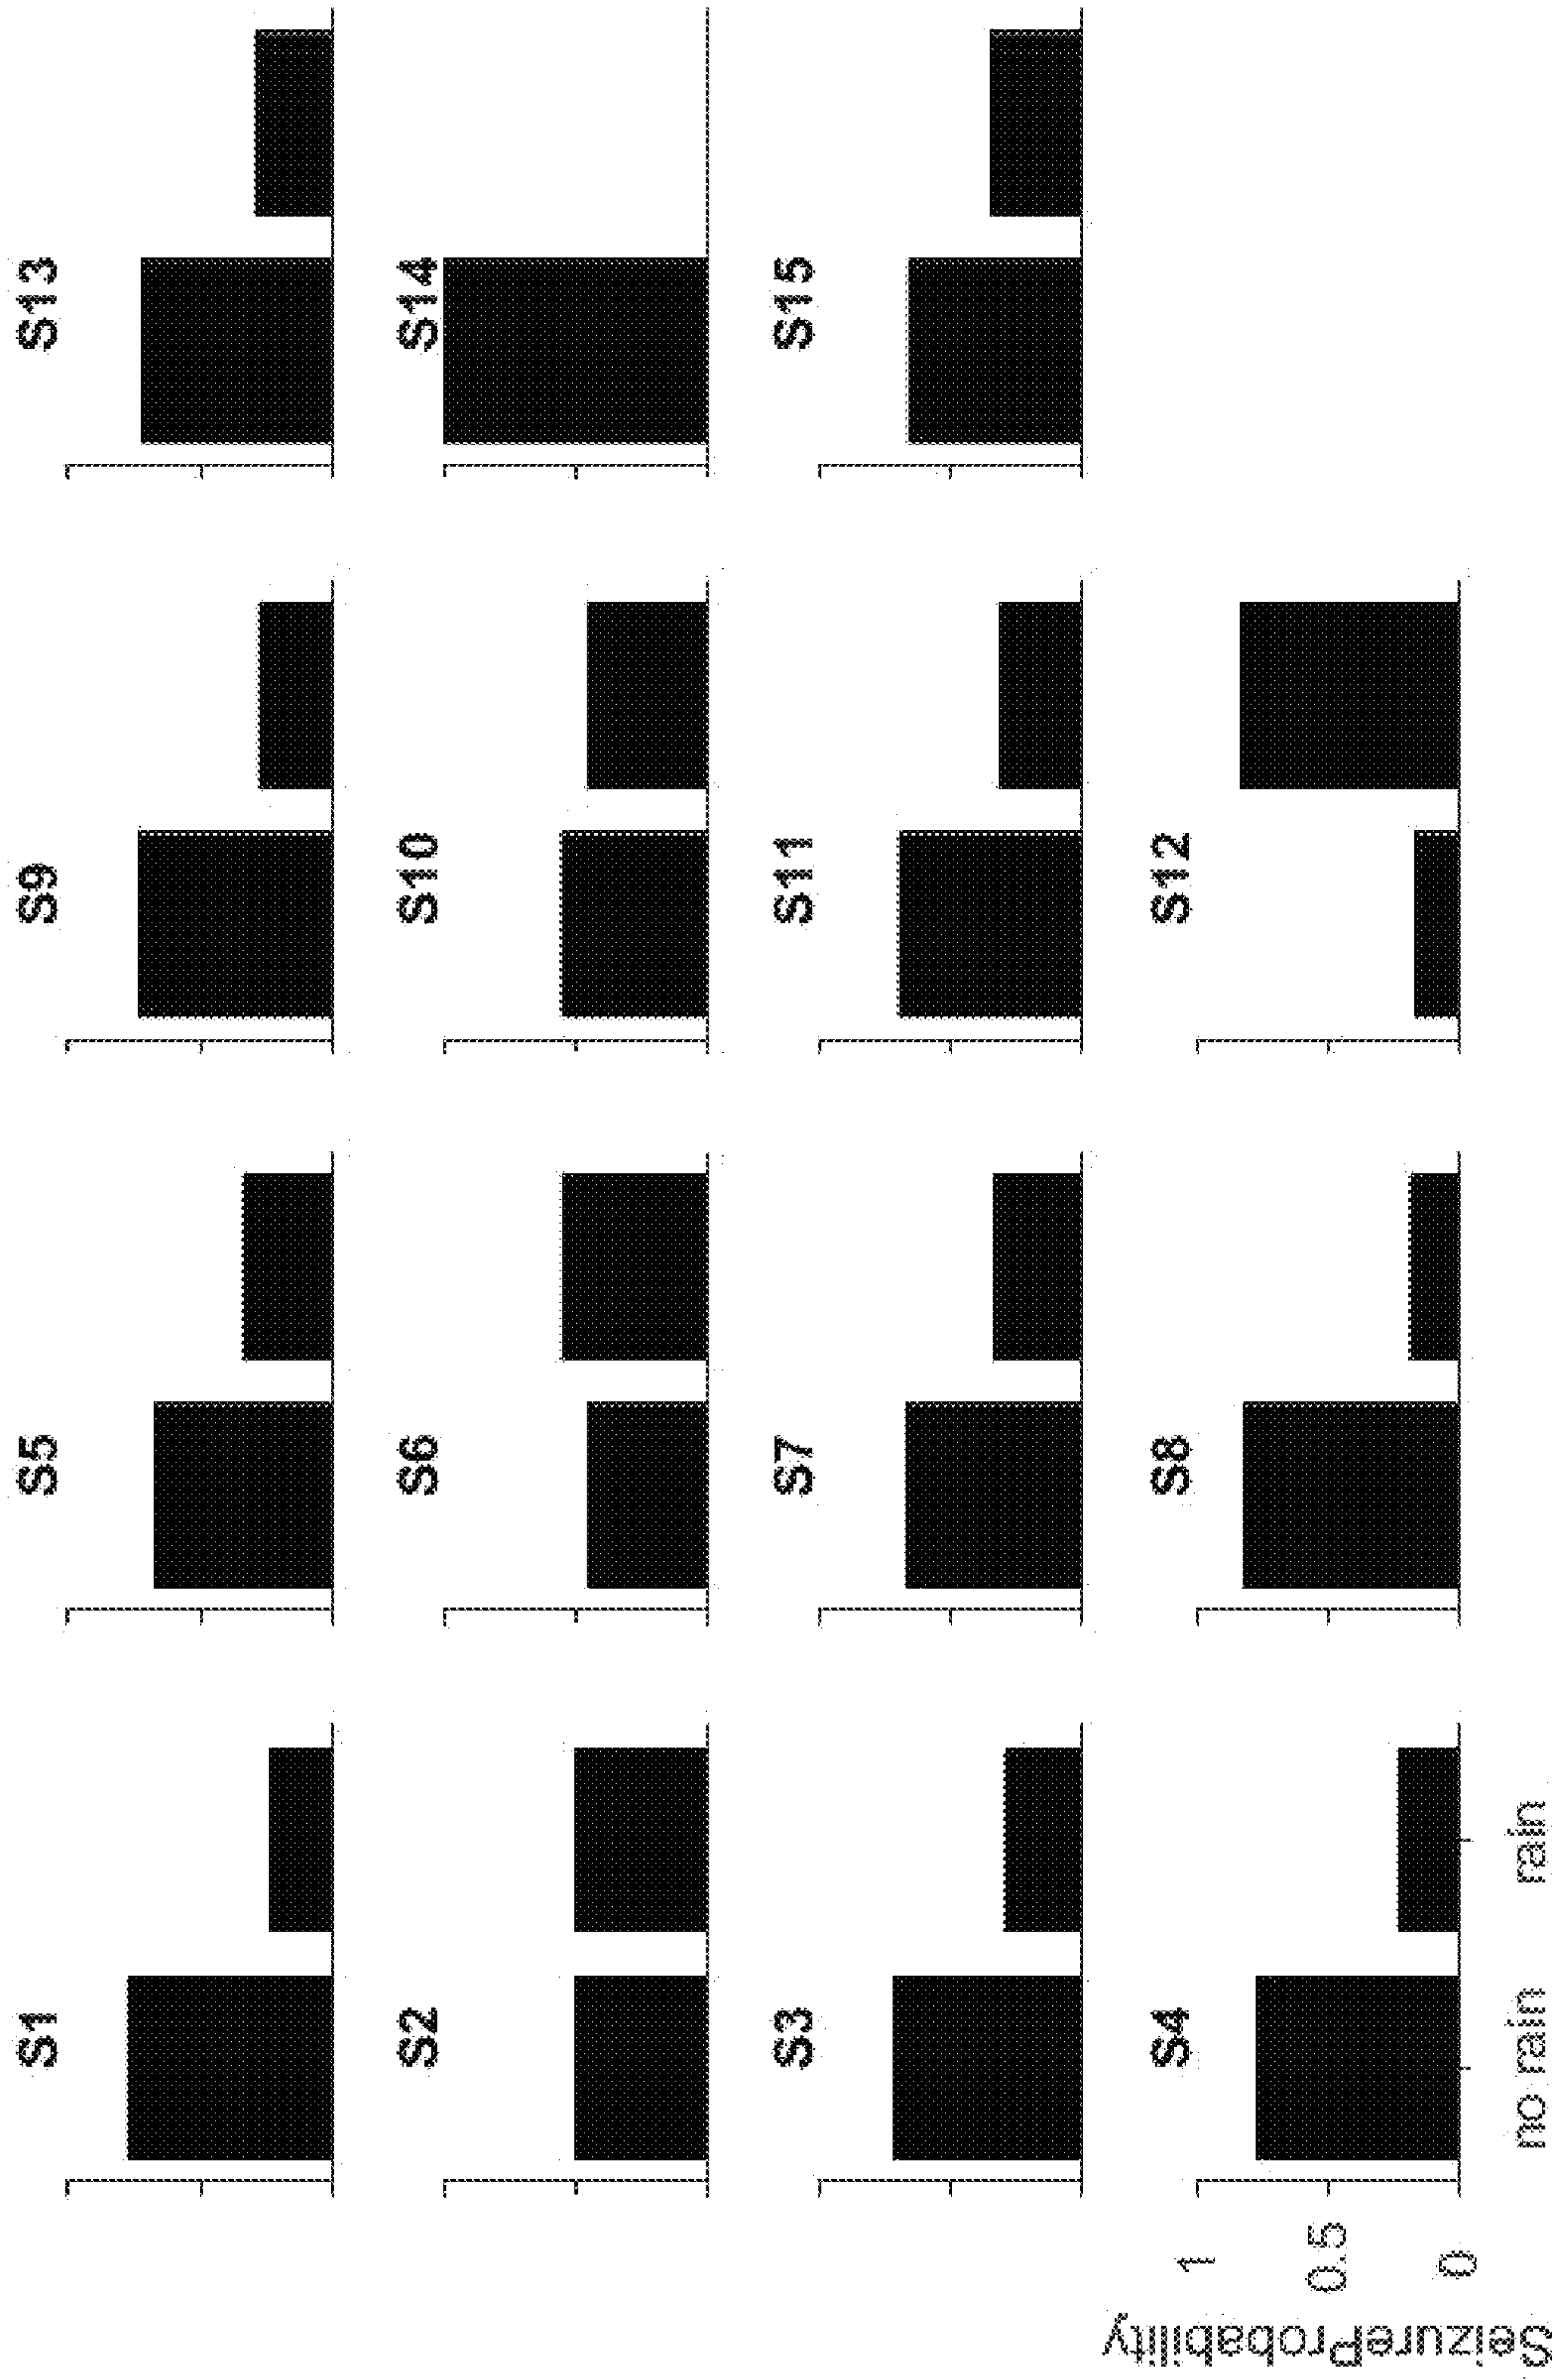 S1
S5
S9
S13
S2
S6
S10
S14
S3
S7
S11
S15
S4
S8
S12
SeizureProbability
1
0.5
0
no rain
rain